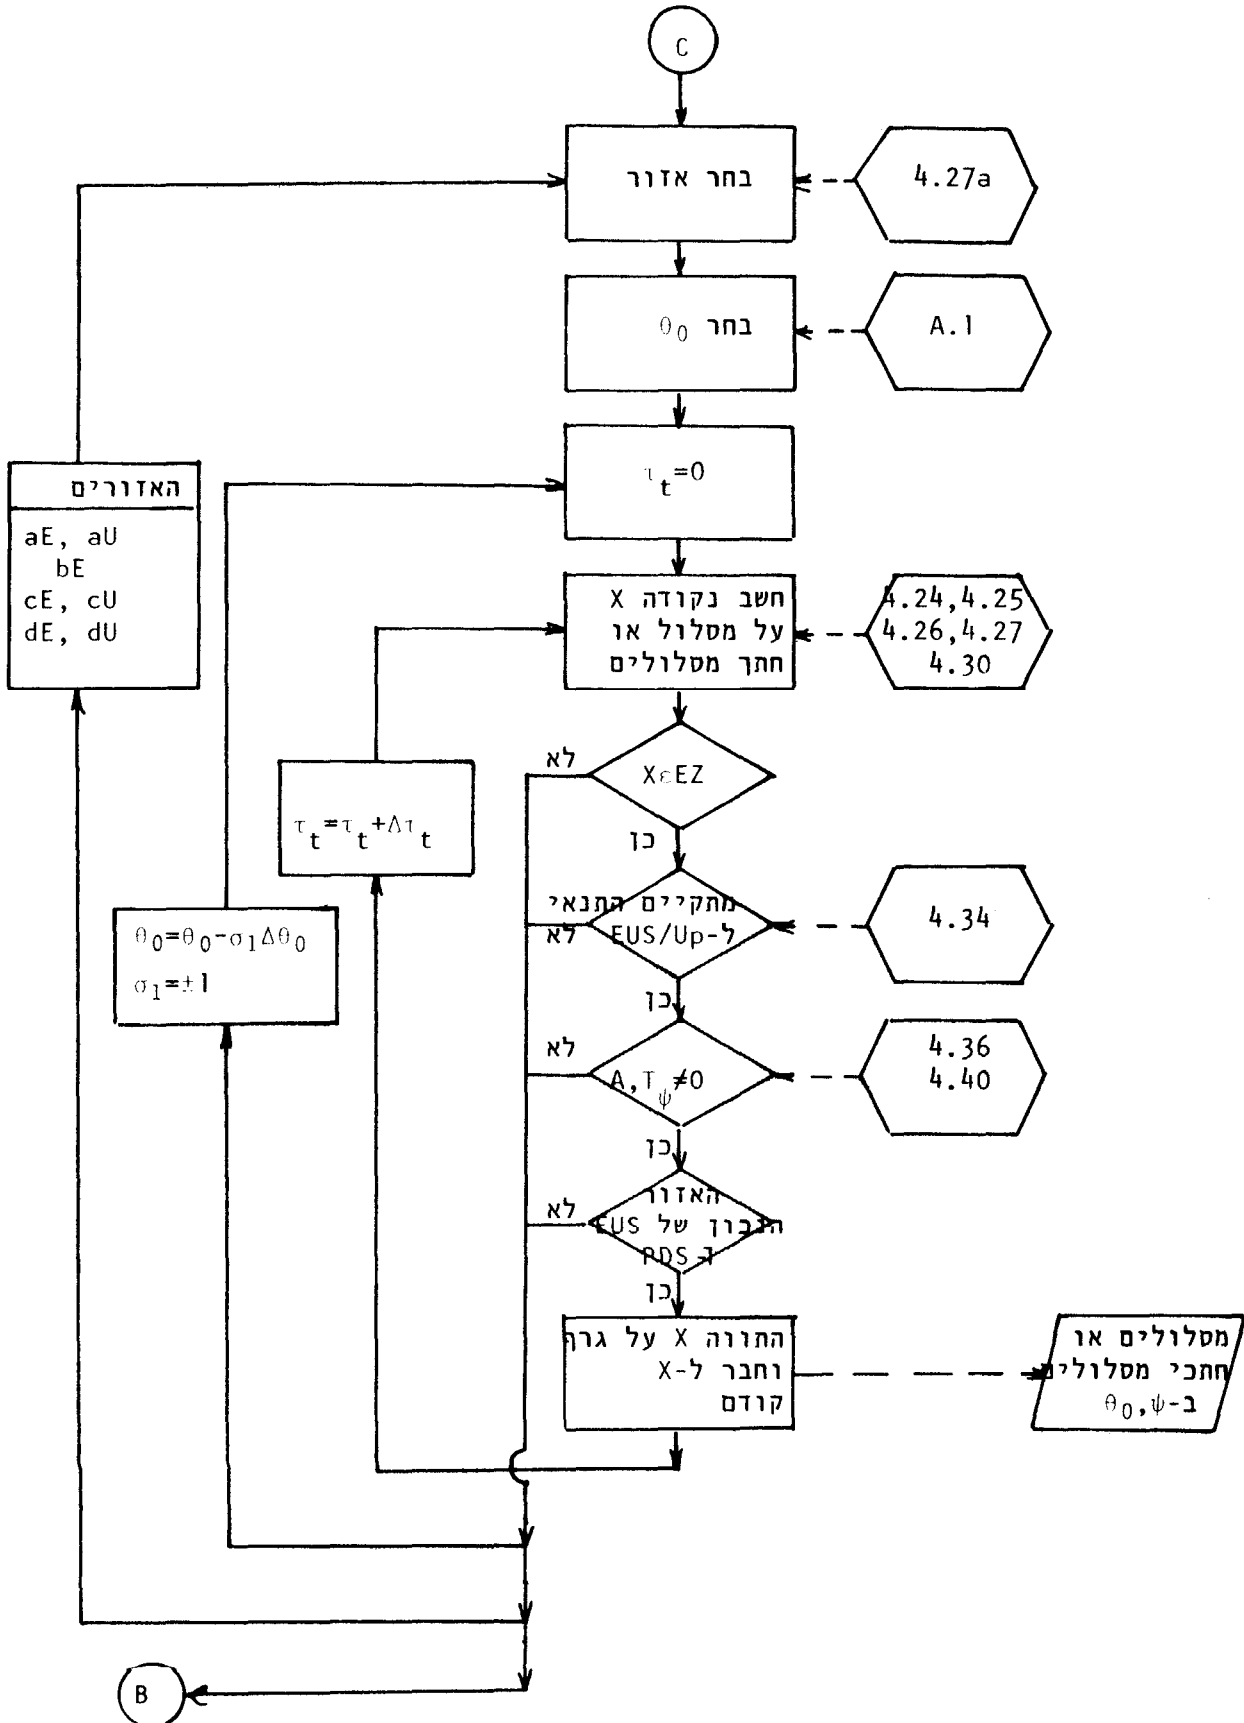 C
בחר אזור
4.27a
בחר θ₀
A.1
τₜ=0
האזורים
aE, aU
bE
cE, cU
dE, dU
חשב נקודה X
על מסלול או
חתך מסלולים
4.24,4.25
4.26,4.27
4.30
XεEZ
לא
כן
τₜ=τₜ+Δτₜ
מתקיים התנאי
ל-EUS/Up
לא
כן
4.34
θ₀=θ₀-σ₁Δθ₀
σ₁=±1
A,T_ψ≠0
לא
כן
4.36
4.40
האזור
הנכון של EUS
ו-PDS
לא
כן
התווה X על גרף
וחבר ל-X
קודם
מסלולים או
חתכי מסלולים
ב-θ₀,ψ
B